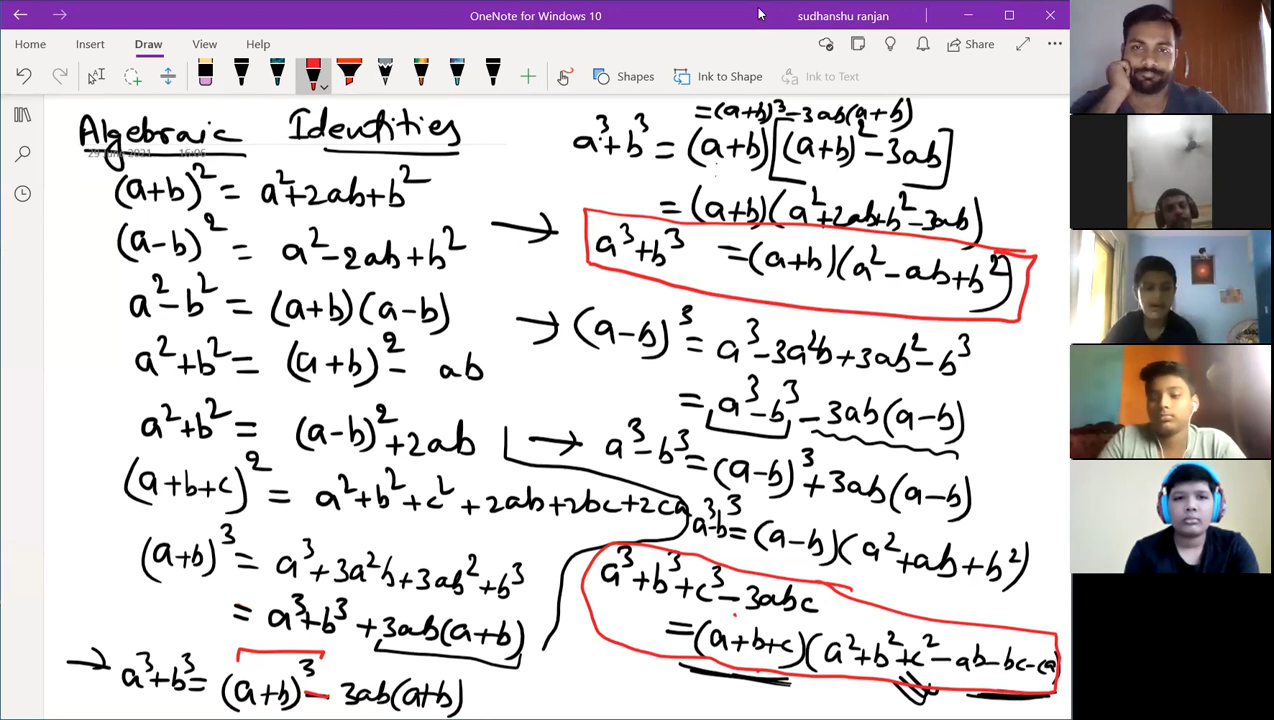 OneNote for Windows 10
sudhanshu ranjan
Home Insert Draw View Help
Share
Shapes Ink to Shape Ink to Text
Algebraic Identities
16:05
(a+b)² = a²+2ab+b²
(a-b)² = a²-2ab+b²
a²-b² = (a+b)(a-b)
a²+b² = (a+b)² - ab
a²+b² = (a-b)²+2ab
(a+b+c)² = a²+b²+c²+2ab+2bc+2ca
(a+b)³ = a³+3a²b+3ab²+b³
= a³+b³+3ab(a+b)
→ a³+b³ = (a+b)³ - 3ab(a+b)
=(a+b)³-3ab(a+b)
a³+b³ = (a+b)[(a+b)²-3ab]
= (a+b)(a²+2ab+b²-3ab)
→ a³+b³ =(a+b)(a²-ab+b²)
→ (a-b)³ = a³-3a²b+3ab²-b³
= a³-b³-3ab(a-b)
→ a³-b³ = (a-b)³+3ab(a-b)
a³-b³ = (a-b)(a²+ab+b²)
a³+b³+c³-3abc
=(a+b+c)(a²+b²+c²-ab-bc-ca)